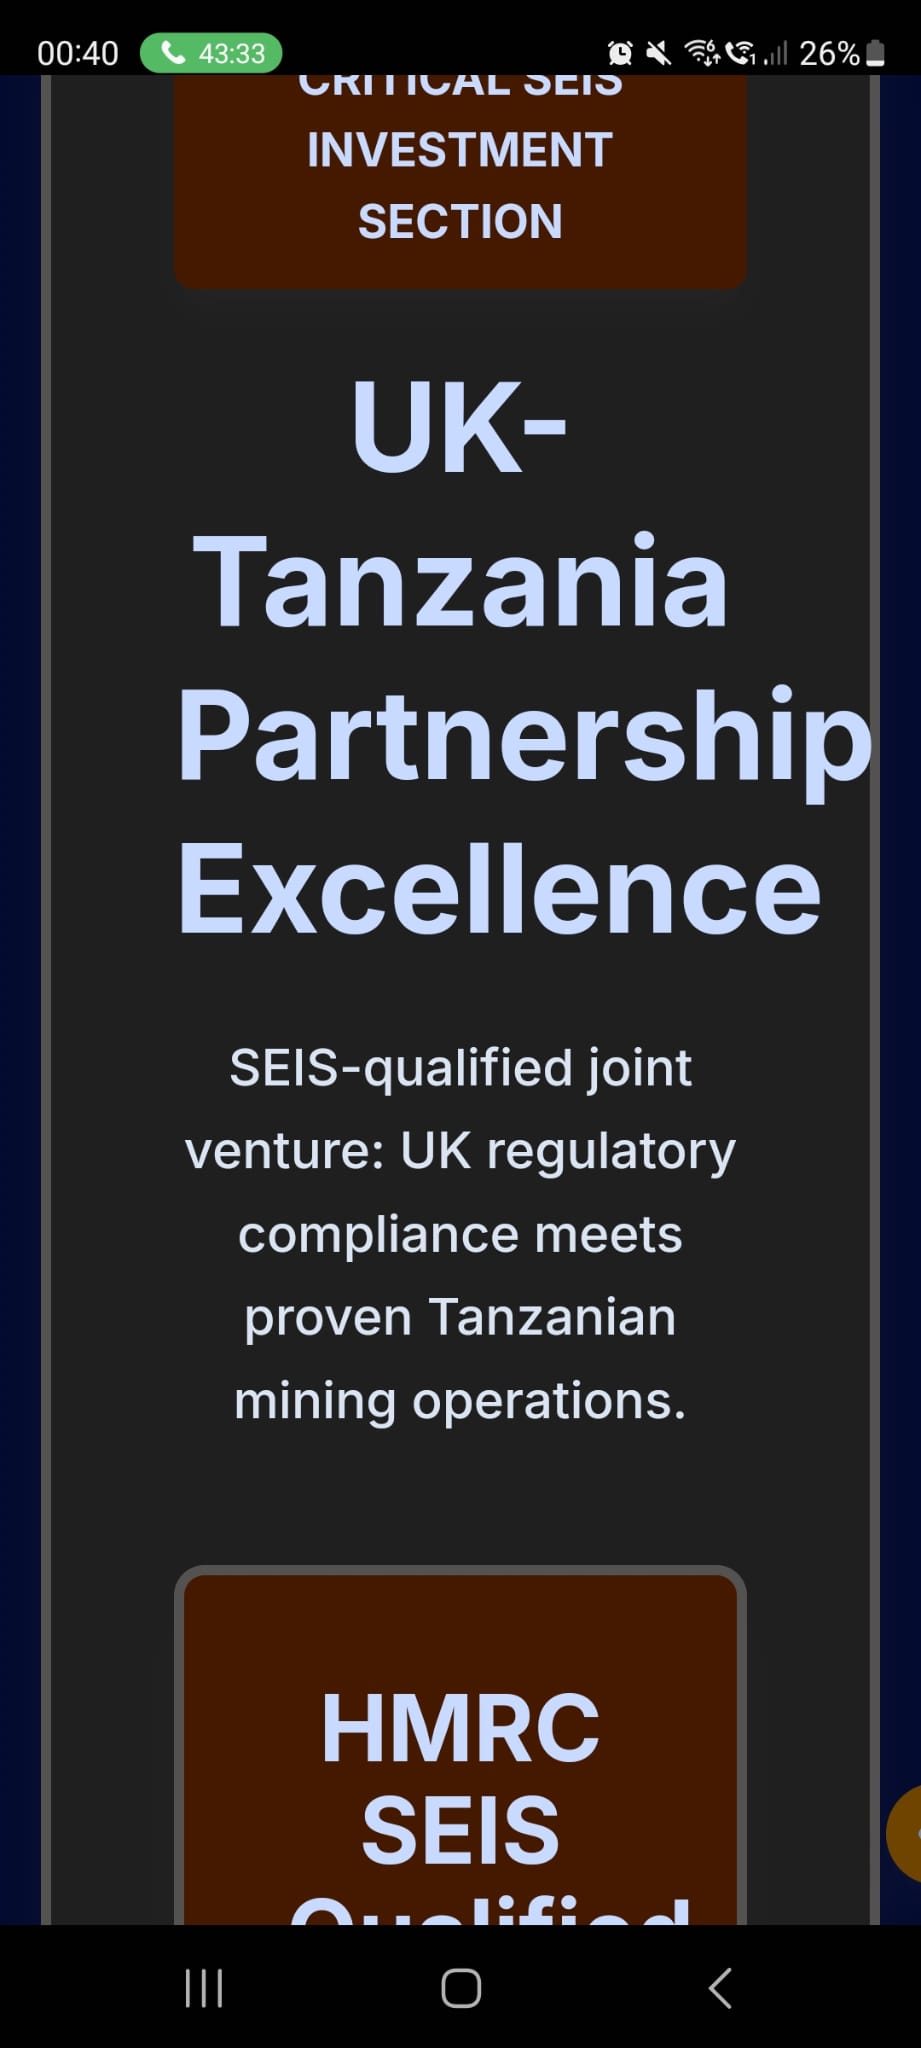 00:40 43:33 26%
CRITICAL SEIS
INVESTMENT
SECTION
UK-
Tanzania
Partnership
Excellence
SEIS-qualified joint
venture: UK regulatory
compliance meets
proven Tanzanian
mining operations.
HMRC
SEIS
Qualified